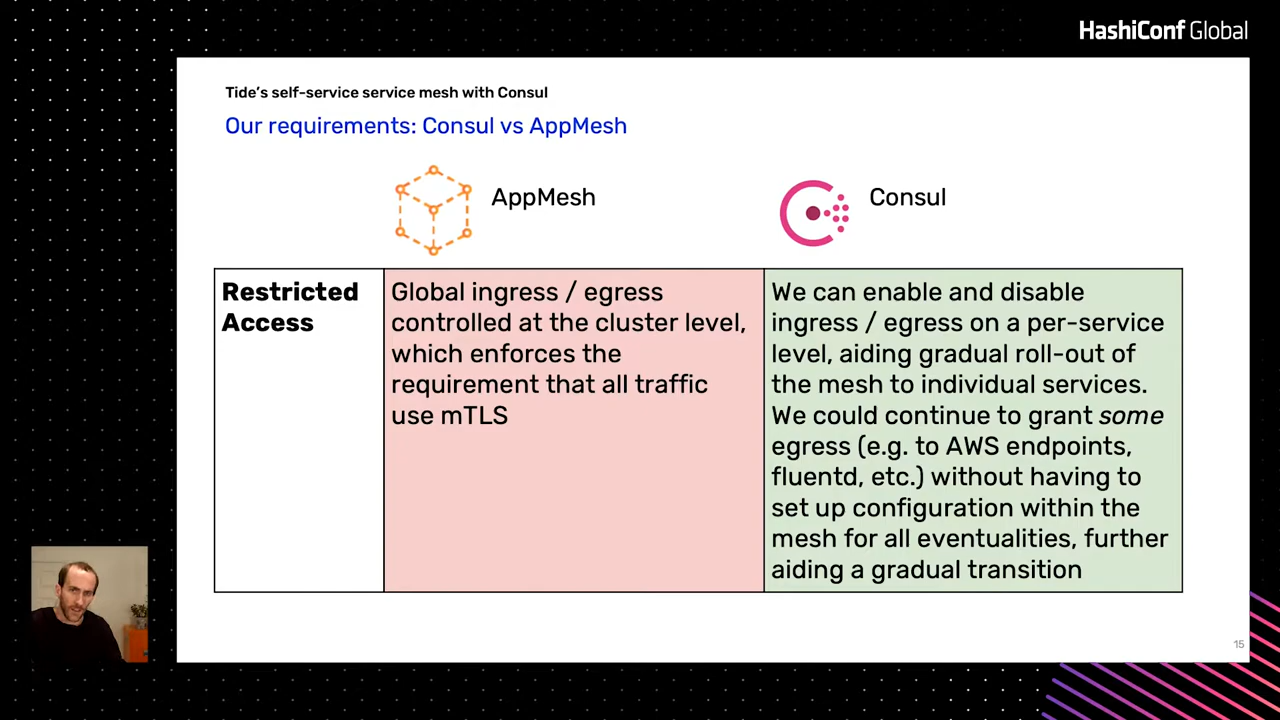 HashiConf Global
Tide's self-service service mesh with Consul
Our requirements: Consul vs AppMesh
AppMesh
Consul
Restricted
Access
Global ingress / egress
controlled at the cluster level,
which enforces the
requirement that all traffic
use mTLS
We can enable and disable
ingress / egress on a per-service
level, aiding gradual roll-out of
the mesh to individual services.
We could continue to grant some
egress (e.g. to AWS endpoints,
fluentd, etc.) without having to
set up configuration within the
mesh for all eventualities, further
aiding a gradual transition
15